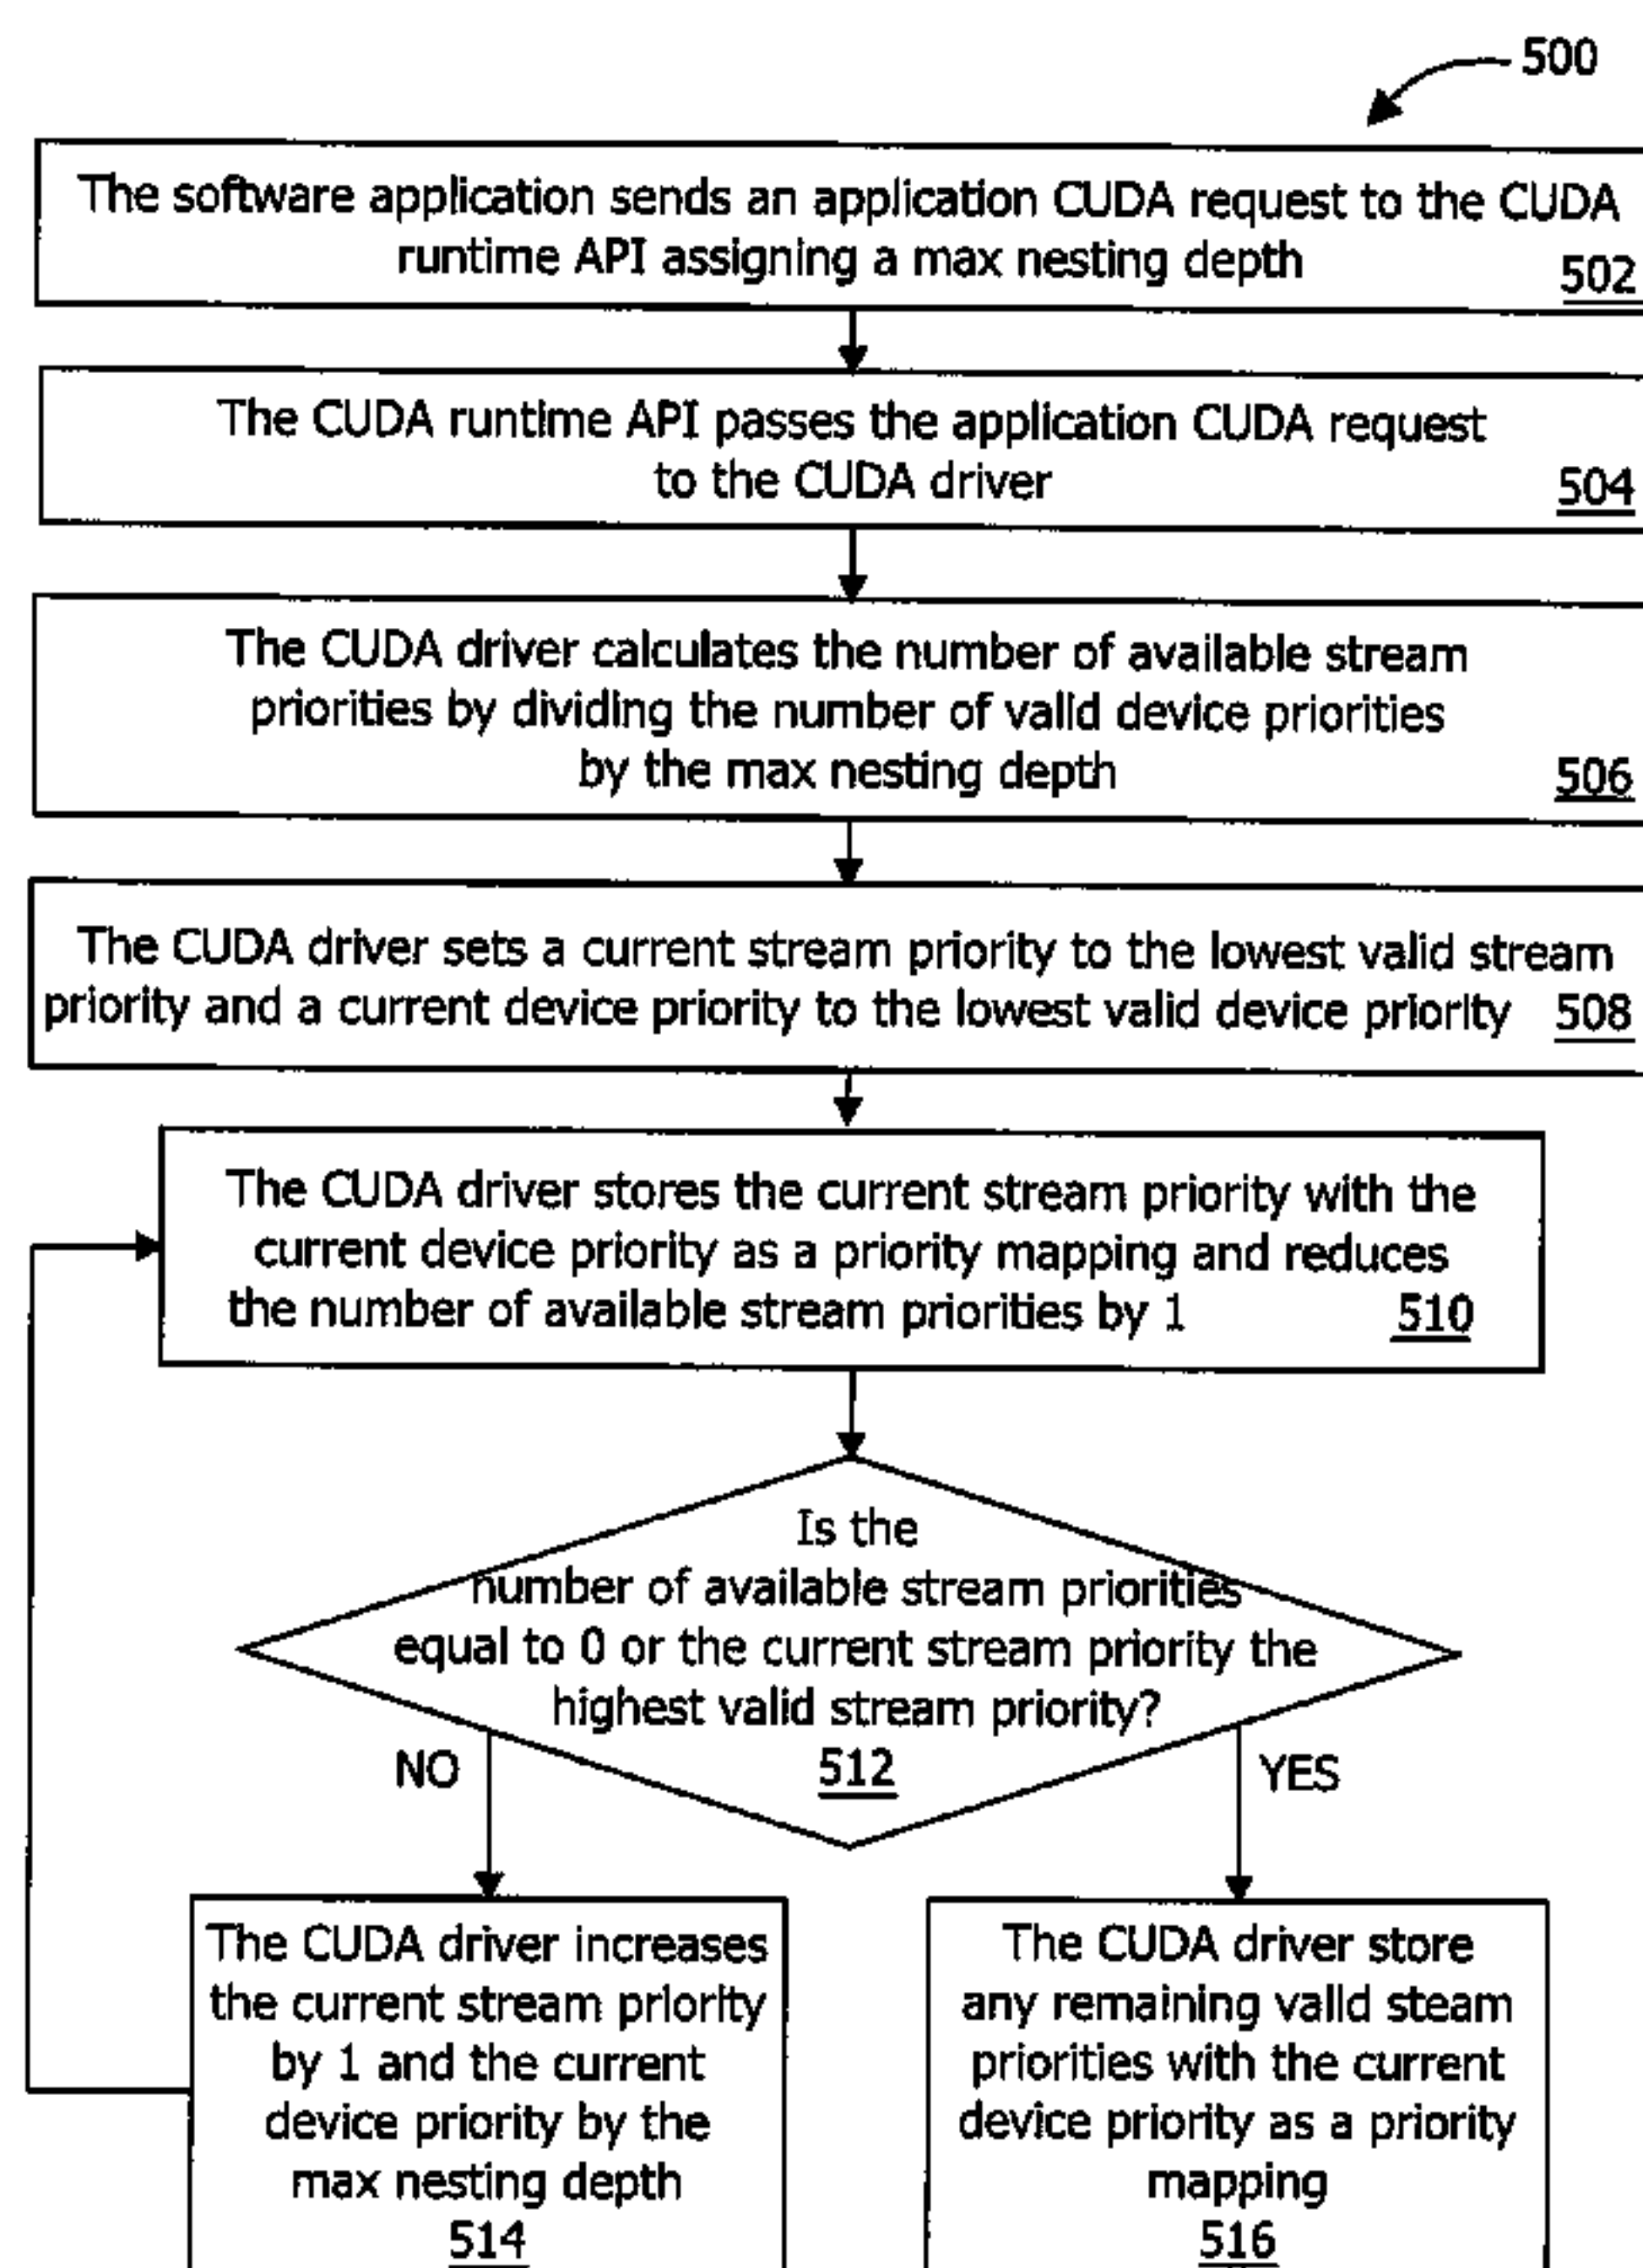 500
The software application sends an application CUDA request to the CUDA
runtime API assigning a max nesting depth
502
The CUDA runtime API passes the application CUDA request
to the CUDA driver
504
The CUDA driver calculates the number of available stream
priorities by dividing the number of valid device priorities
by the max nesting depth
506
The CUDA driver sets a current stream priority to the lowest valid stream
priority and a current device priority to the lowest valid device priority 508
The CUDA driver stores the current stream priority with the
current device priority as a priority mapping and reduces
the number of available stream priorities by 1 510
Is the
number of available stream priorities
equal to 0 or the current stream priority the
highest valid stream priority?
512
NO
YES
The CUDA driver increases
the current stream priority
by 1 and the current
device priority by the
max nesting depth
514
The CUDA driver store
any remaining valid steam
priorities with the current
device priority as a priority
mapping
516